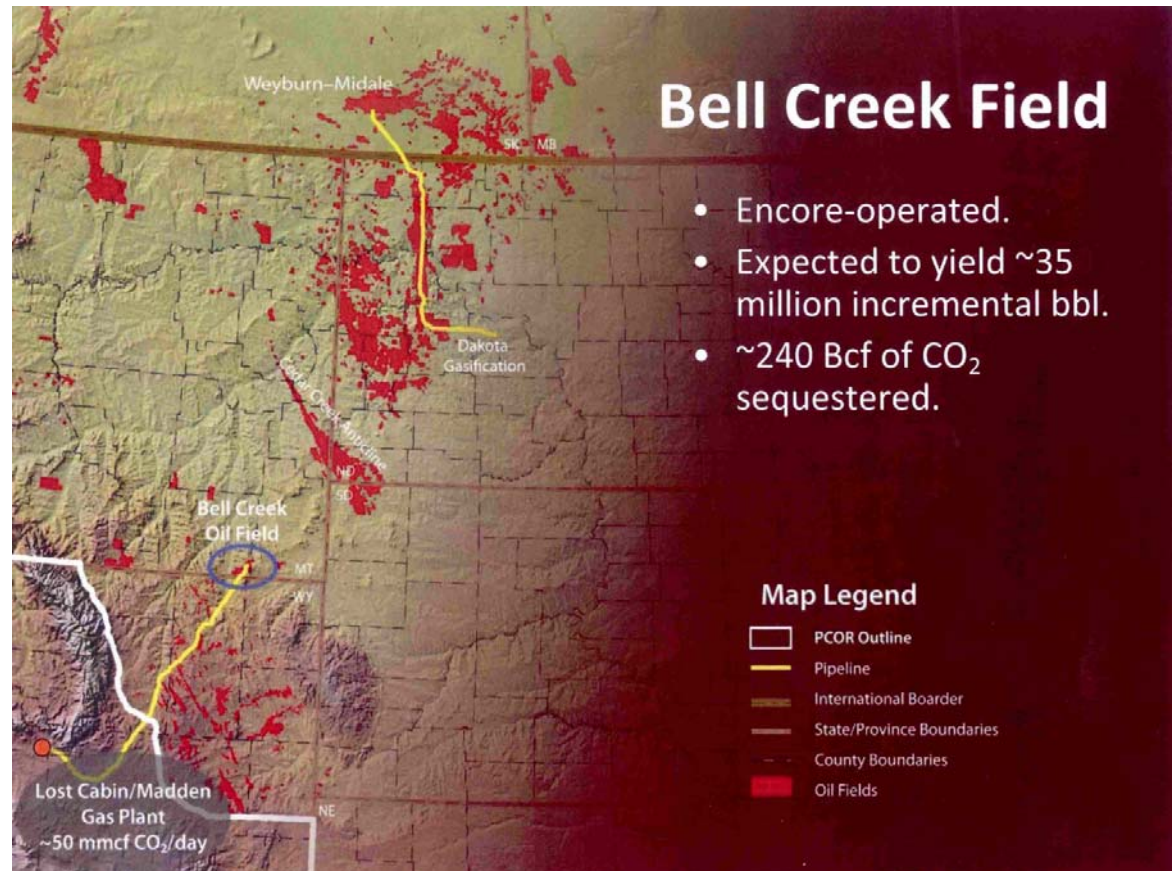 Bell Creek Field
• Encore-operated.
• Expected to yield ~35
million incremental bbl.
• ~240 Bcf of CO₂
sequestered.
Weyburn–Midale
SK
MB
Dakota
Gasification
Cedar Creek Anticline
ND
SD
Bell Creek
Oil Field
MT
WY
Lost Cabin/Madden
Gas Plant
~50 mmcf CO₂/day
NE
Map Legend
PCOR Outline
Pipeline
International Boarder
State/Province Boundaries
County Boundaries
Oil Fields